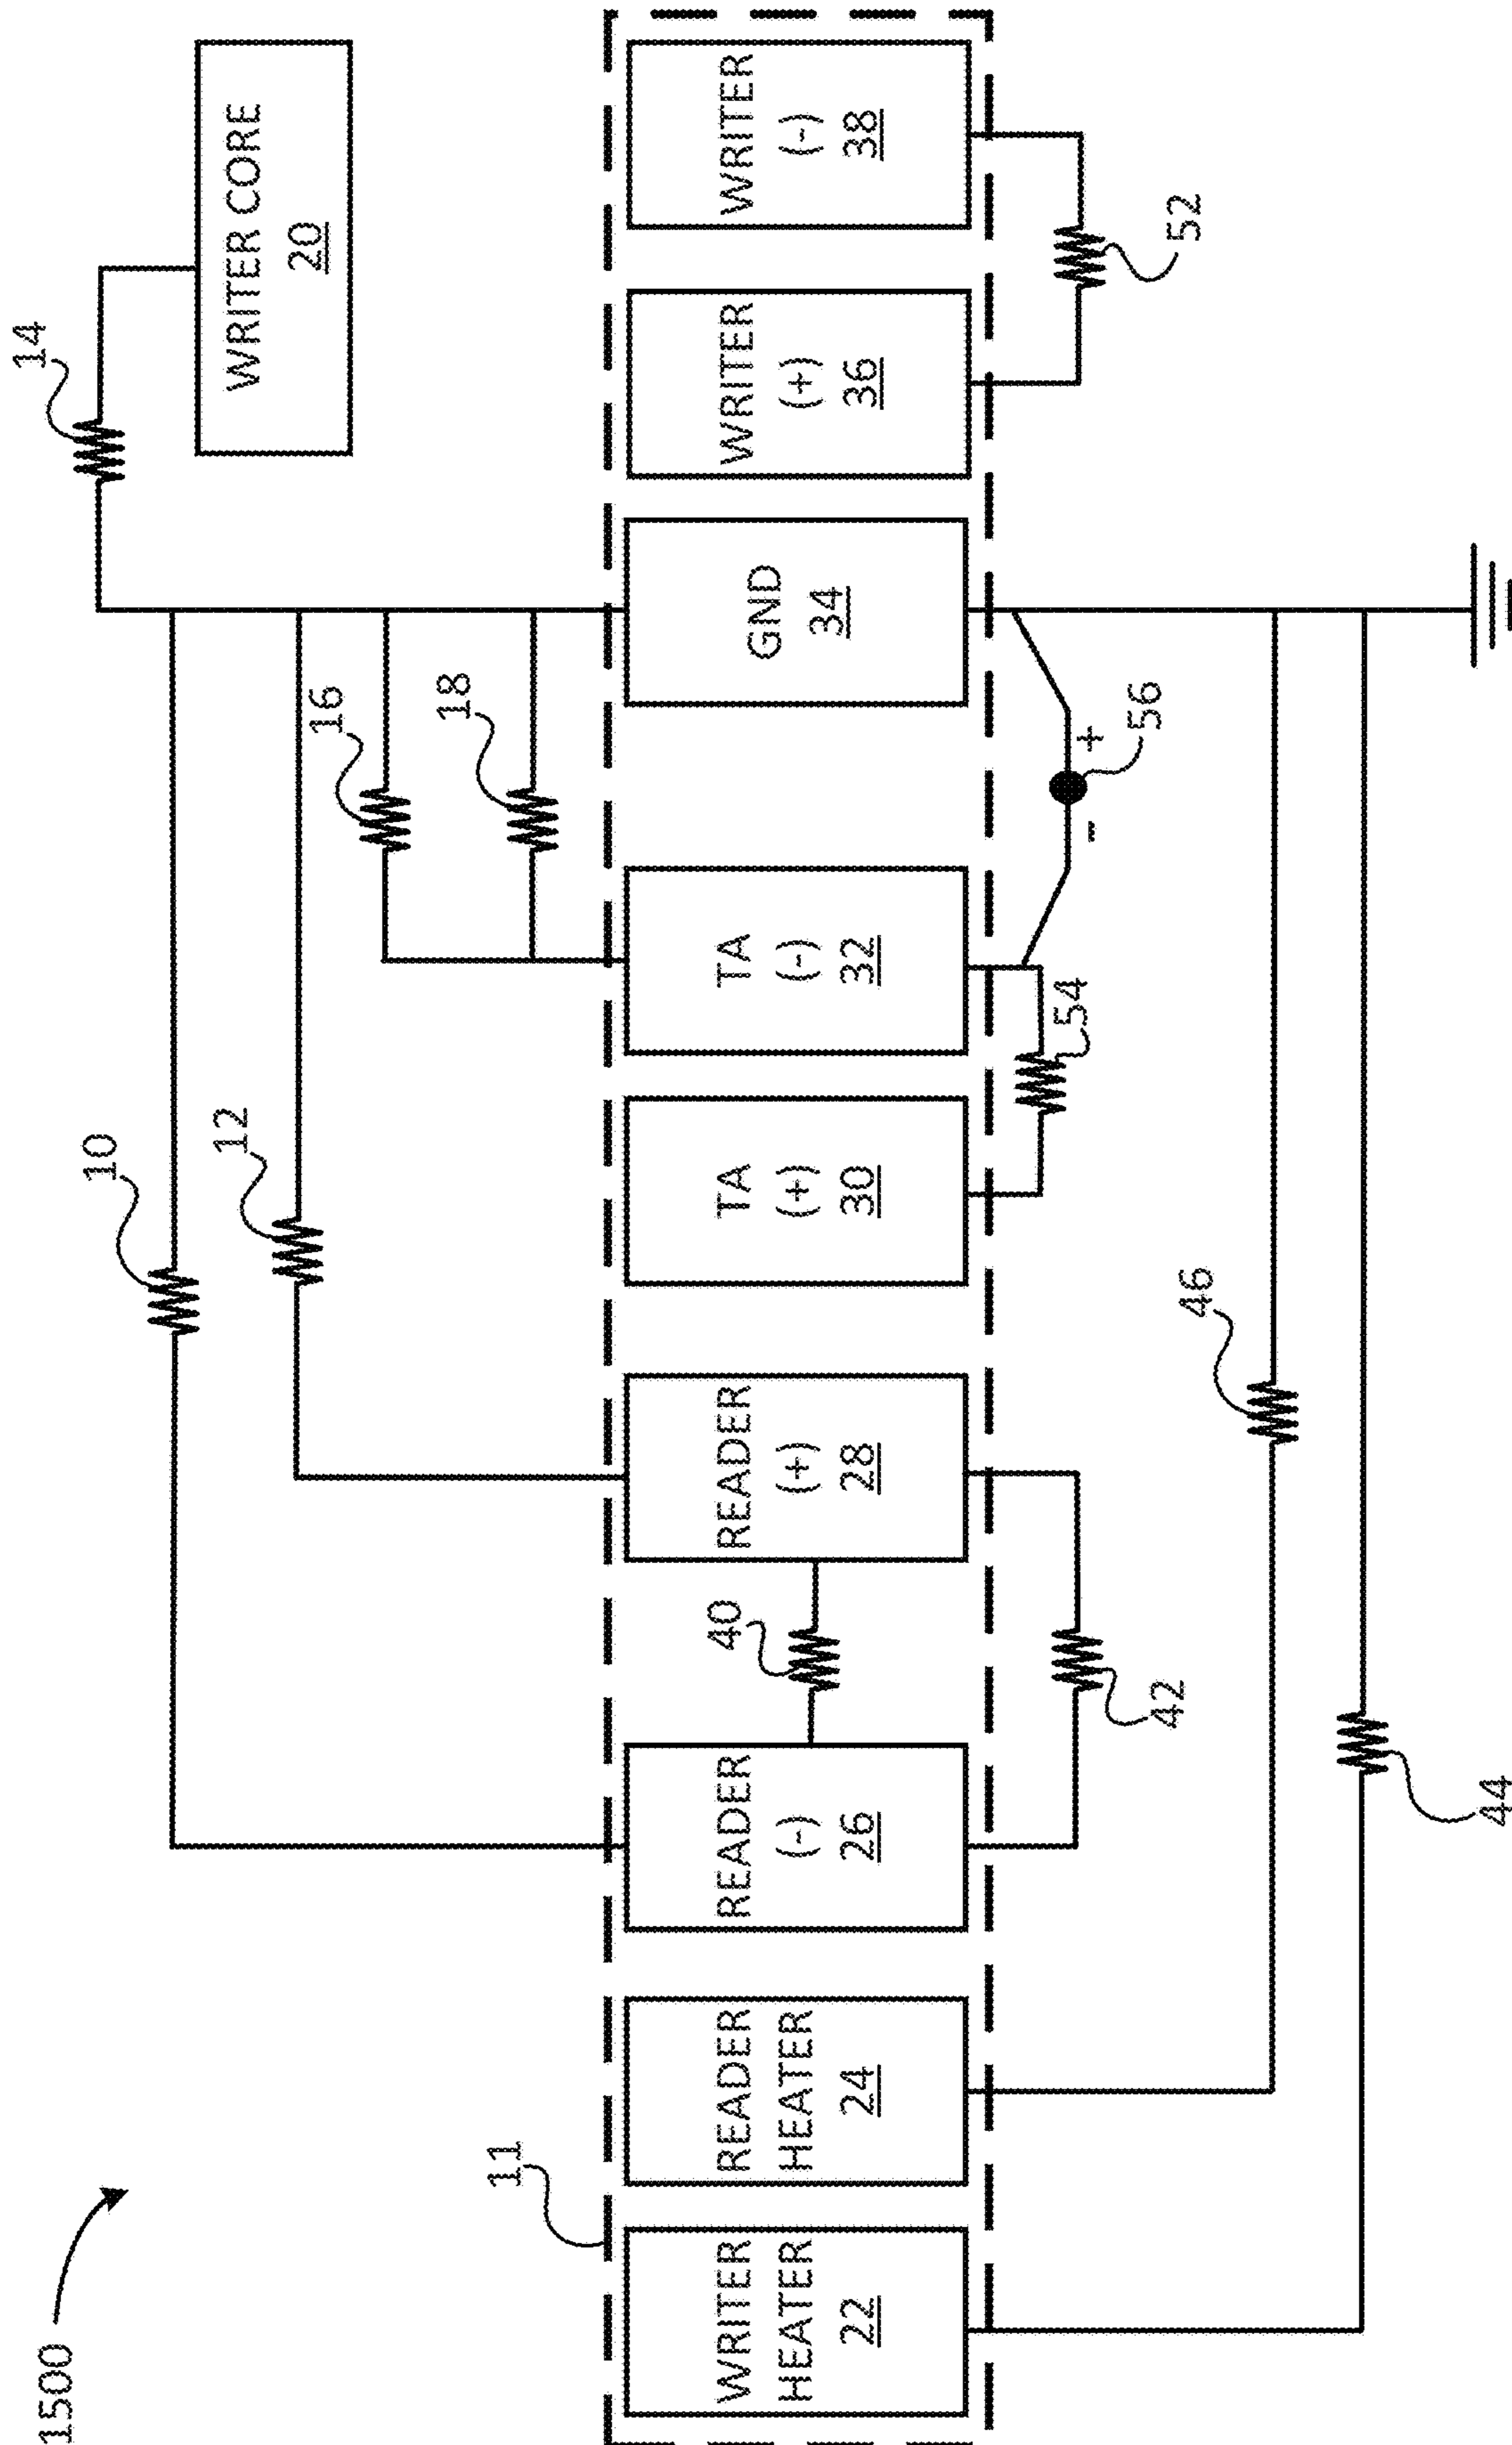 1500
14
WRITER CORE
20
10
12
16
18
11
WRITER
HEATER
22
READER
HEATER
24
READER
(-)
26
40
READER
(+)
28
TA
(+)
30
TA
(-)
32
GND
34
WRITER
(+)
36
WRITER
(-)
38
42
54
- +
56
52
46
44